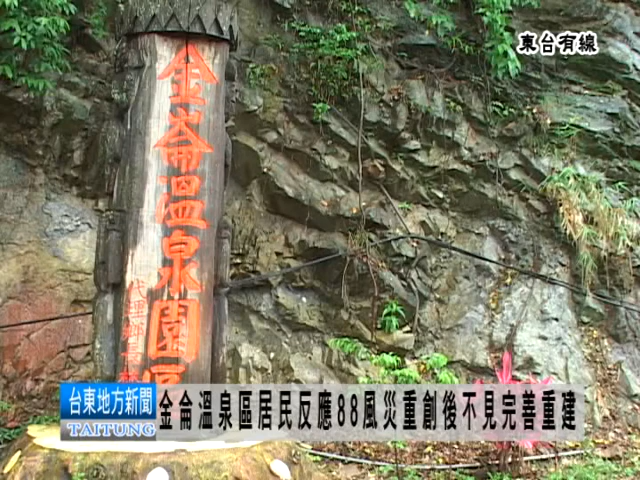 東台有線
金崙溫泉園區
台東地方新聞
TAITUNG
金崙溫泉區居民反應88風災重創後不見完善重建